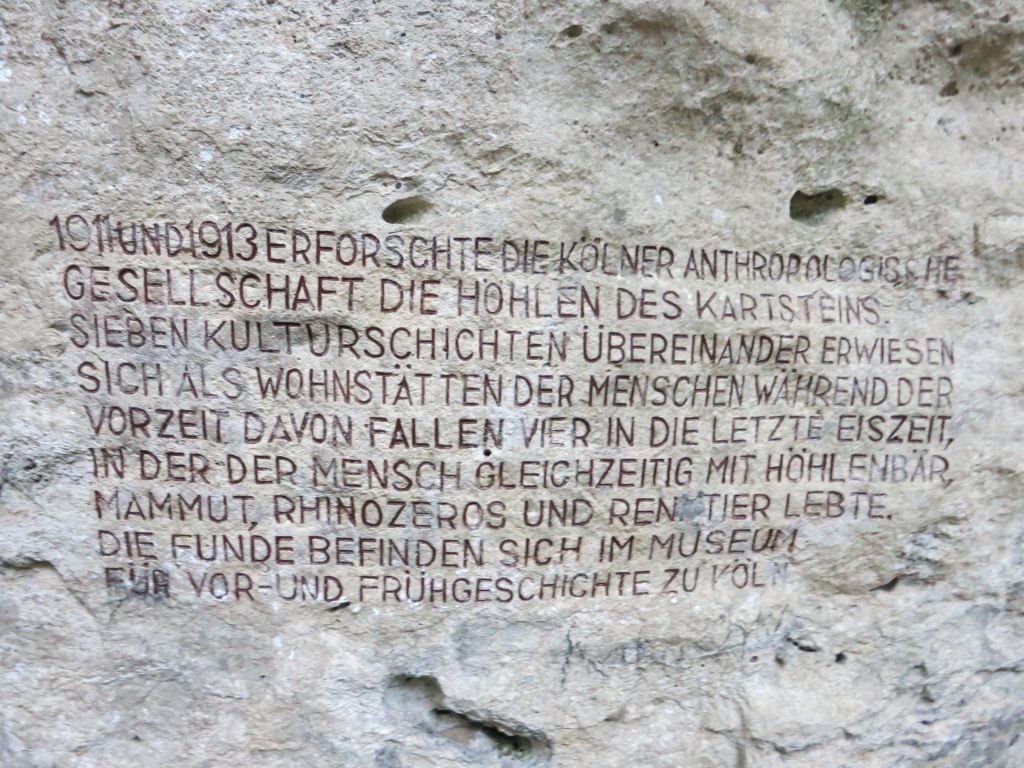 1911 UND 1913 ERFORSCHTE DIE KÖLNER ANTHROPOLOGISCHE
GESELLSCHAFT DIE HÖHLEN DES KARTSTEINS.
SIEBEN KULTURSCHICHTEN ÜBEREINANDER ERWIESEN
SICH ALS WOHNSTÄTTEN DER MENSCHEN WÄHREND DER
VORZEIT. DAVON FALLEN VIER IN DIE LETZTE EISZEIT,
IN DER DER MENSCH GLEICHZEITIG MIT HÖHLENBÄR,
MAMMUT, RHINOZEROS UND RENNTIER LEBTE.
DIE FUNDE BEFINDEN SICH IM MUSEUM
FÜR VOR-UND FRÜHGESCHICHTE ZU KÖLN